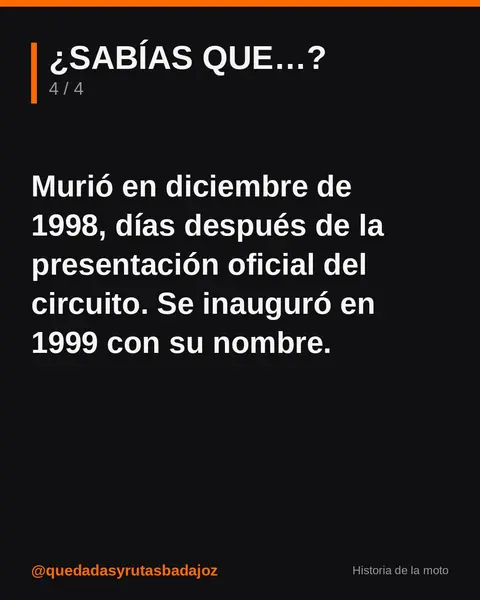 ¿SABÍAS QUE...?
4 / 4
Murió en diciembre de
1998, días después de la
presentación oficial del
circuito. Se inauguró en
1999 con su nombre.
@quedadasyrutasbadajoz
Historia de la moto